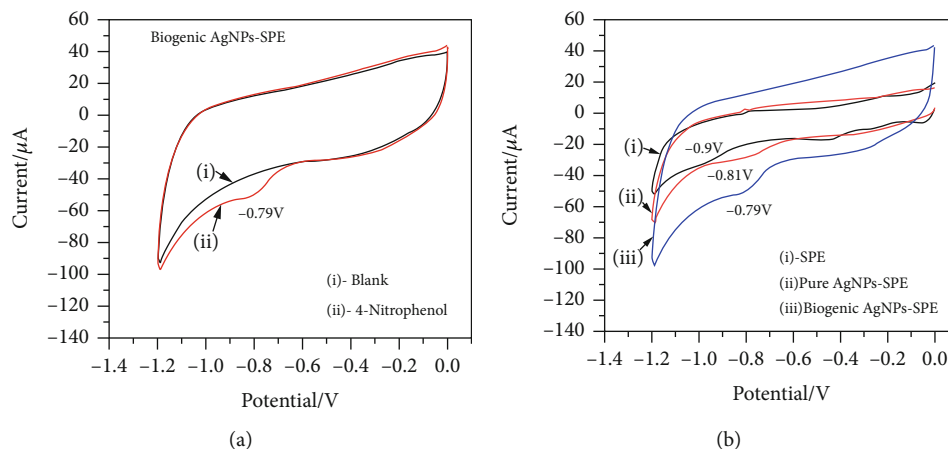 60
40
20
0
−20
−40
−60
−80
−100
−120
−140
Current/μA
Biogenic AgNPs-SPE
(i)
(ii)
−0.79V
(i)- Blank
(ii)- 4-Nitrophenol
−1.4 −1.2 −1.0 −0.8 −0.6 −0.4 −0.2 0.0
Potential/V
(a)
60
40
20
0
−20
−40
−60
−80
−100
−120
−140
Current/μA
(i)
(ii)
(iii)
−0.9V
−0.81V
−0.79V
(i)-SPE
(ii)Pure AgNPs-SPE
(iii)Biogenic AgNPs-SPE
−1.4 −1.2 −1.0 −0.8 −0.6 −0.4 −0.2 0.0
Potential/V
(b)